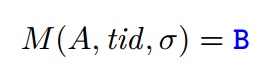 M(A, tid, σ) = B